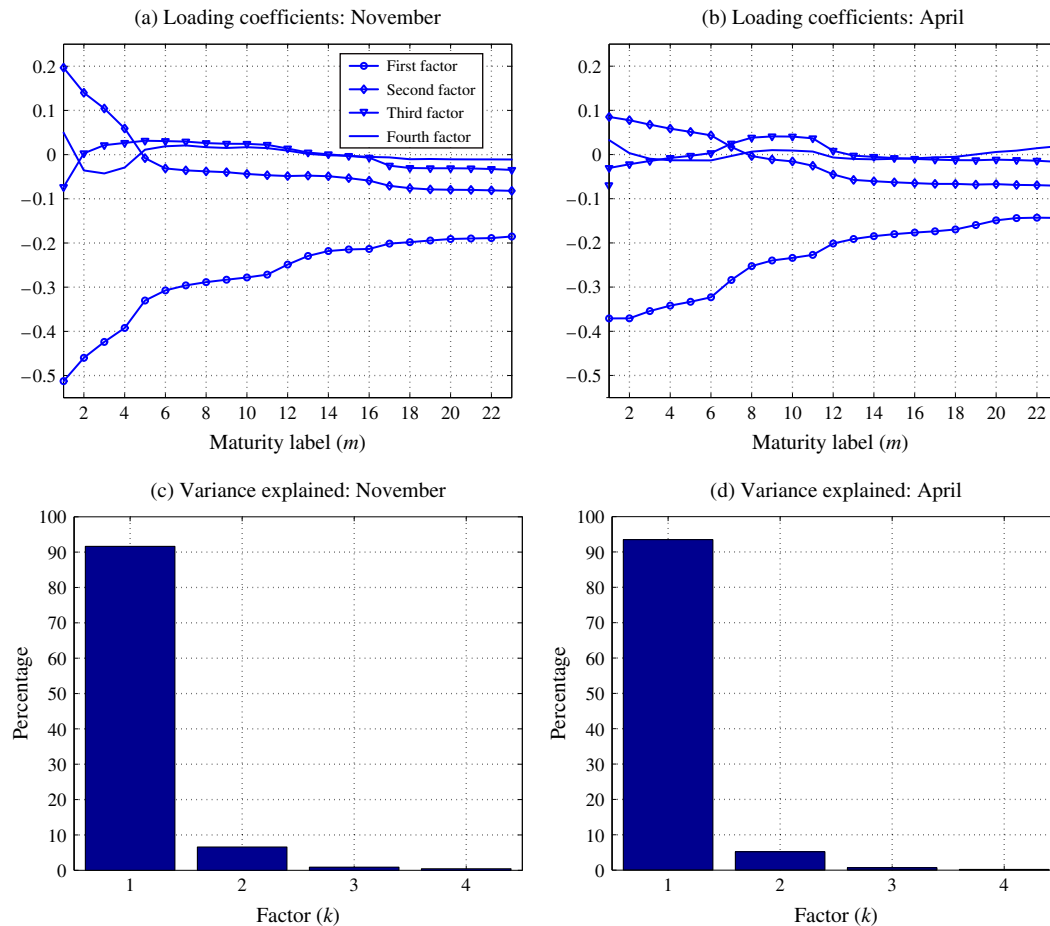 (a) Loading coefficients: November
0.2
0.1
0
−0.1
−0.2
−0.3
−0.4
−0.5
First factor
Second factor
Third factor
Fourth factor
2 4 6 8 10 12 14 16 18 20 22
Maturity label (m)
(b) Loading coefficients: April
0.2
0.1
0
−0.1
−0.2
−0.3
−0.4
−0.5
2 4 6 8 10 12 14 16 18 20 22
Maturity label (m)
(c) Variance explained: November
100
90
80
70
60
50
40
30
20
10
0
Percentage
1 2 3 4
Factor (k)
(d) Variance explained: April
100
90
80
70
60
50
40
30
20
10
0
Percentage
1 2 3 4
Factor (k)